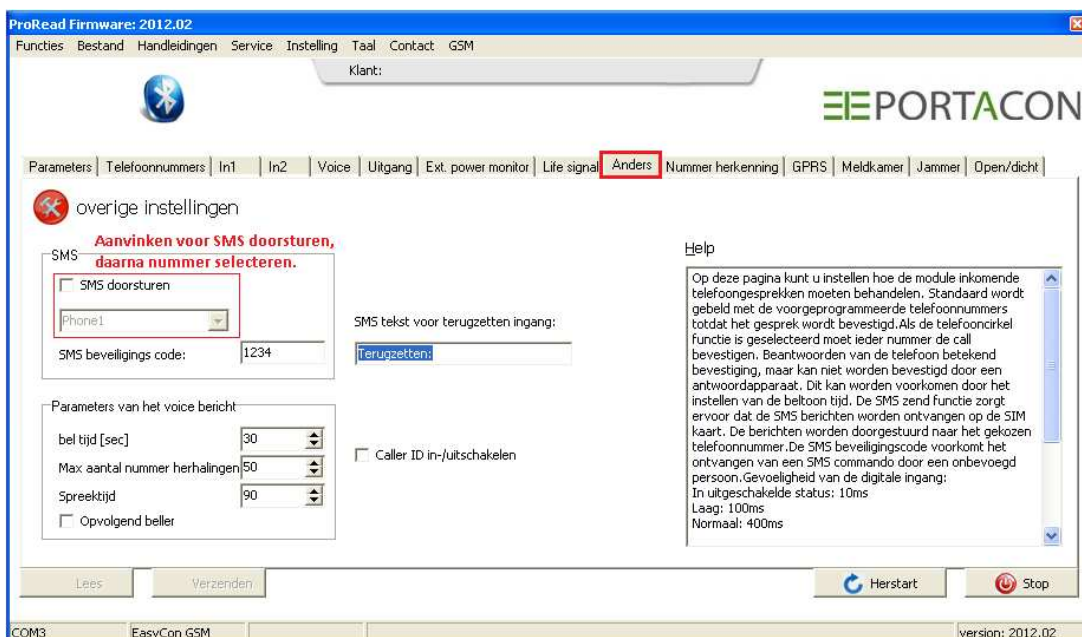 ProRead Firmware: 2012.02
Functies Bestand Handleidingen Service Instelling Taal Contact GSM
Klant:
PORTACON
Parameters Telefoonnummers In1 In2 Voice Uitgang Ext. power monitor Life signal Anders Nummer herkenning GPRS Meldkamer Jammer Open/dicht
overige instellingen
Aanvinken voor SMS doorsturen,
daarna nummer selecteren.
SMS
SMS doorsturen
Phone1
SMS beveiligings code: 1234
SMS tekst voor terugzetten ingang:
Terugzetten:
Parameters van het voice bericht
bel tijd [sec] 30
Max aantal nummer herhalingen 50
Spreektijd 90
Opvolgend beller
Caller ID in-/uitschakelen
Help
Op deze pagina kunt u instellen hoe de module inkomende
telefoongesprekken moeten behandelen. Standaard wordt
gebeld met de voorgeprogrammeerde telefoonnummers
totdat het gesprek wordt bevestigd.Als de telefooncirkel
functie is geselecteerd moet ieder nummer de call
bevestigen. Beantwoorden van de telefoon betekend
bevestiging, maar kan niet worden bevestigd door een
antwoordapparaat. Dit kan worden voorkomen door het
instellen van de beltoon tijd. De SMS zend functie zorgt
ervoor dat de SMS berichten worden ontvangen op de SIM
kaart. De berichten worden doorgestuurd naar het gekozen
telefoonnummer.De SMS beveiligingscode voorkomt het
ontvangen van een SMS commando door een onbevoegd
persoon.Gevoeligheid van de digitale ingang:
In uitgeschakelde status: 10ms
Laag: 100ms
Normaal: 400ms
Lees Verzenden Herstart Stop
COM3 EasyCon GSM version: 2012.02